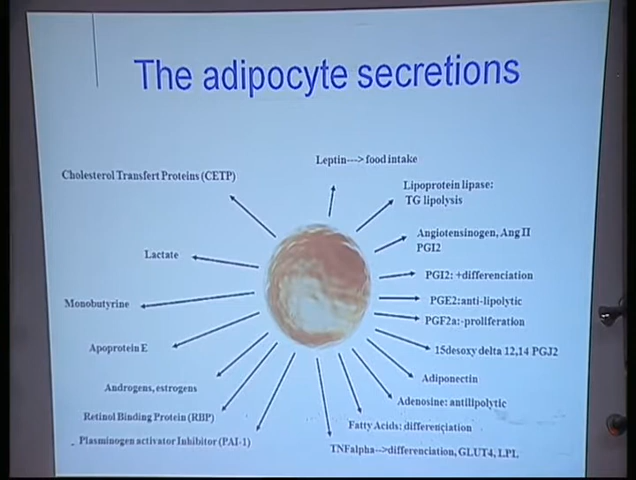 The adipocyte secretions
Leptin---> food intake
Cholesterol Transfert Proteins (CETP)
Lipoprotein lipase:
TG lipolysis
Angiotensinogen, Ang II
PGI2
Lactate
PGI2: +differenciation
Monobutyrine
PGE2:anti-lipolytic
PGF2a:-proliferation
Apoprotein E
15desoxy delta 12,14 PGJ2
Adiponectin
Androgens, estrogens
Adenosine: antilipolytic
Retinol Binding Protein (RBP)
Fatty Acids: differenciation
Plasminogen activator Inhibitor (PAI-1)
TNFalpha-->differenciation, GLUT4, LPL